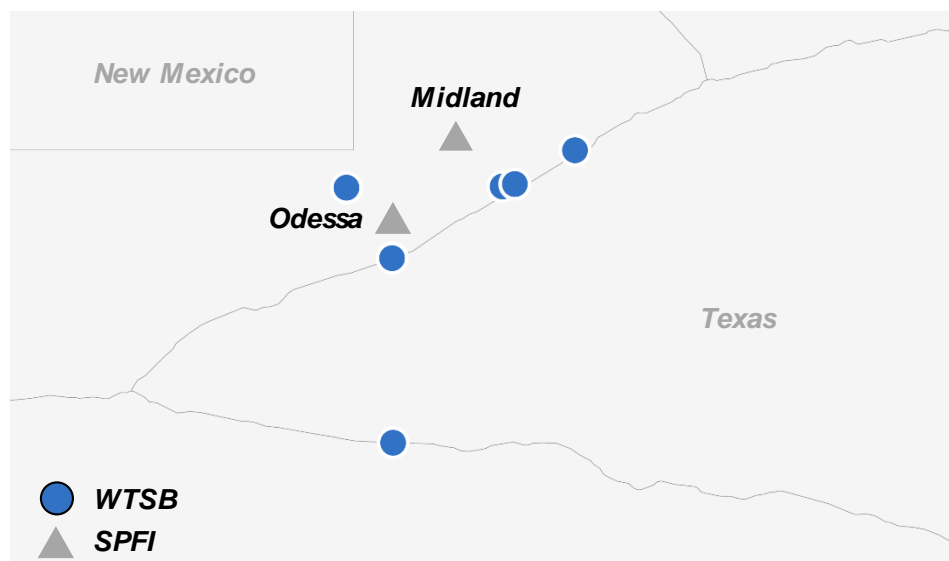 New Mexico
Midland
Odessa
Texas
WTSB
SPFI